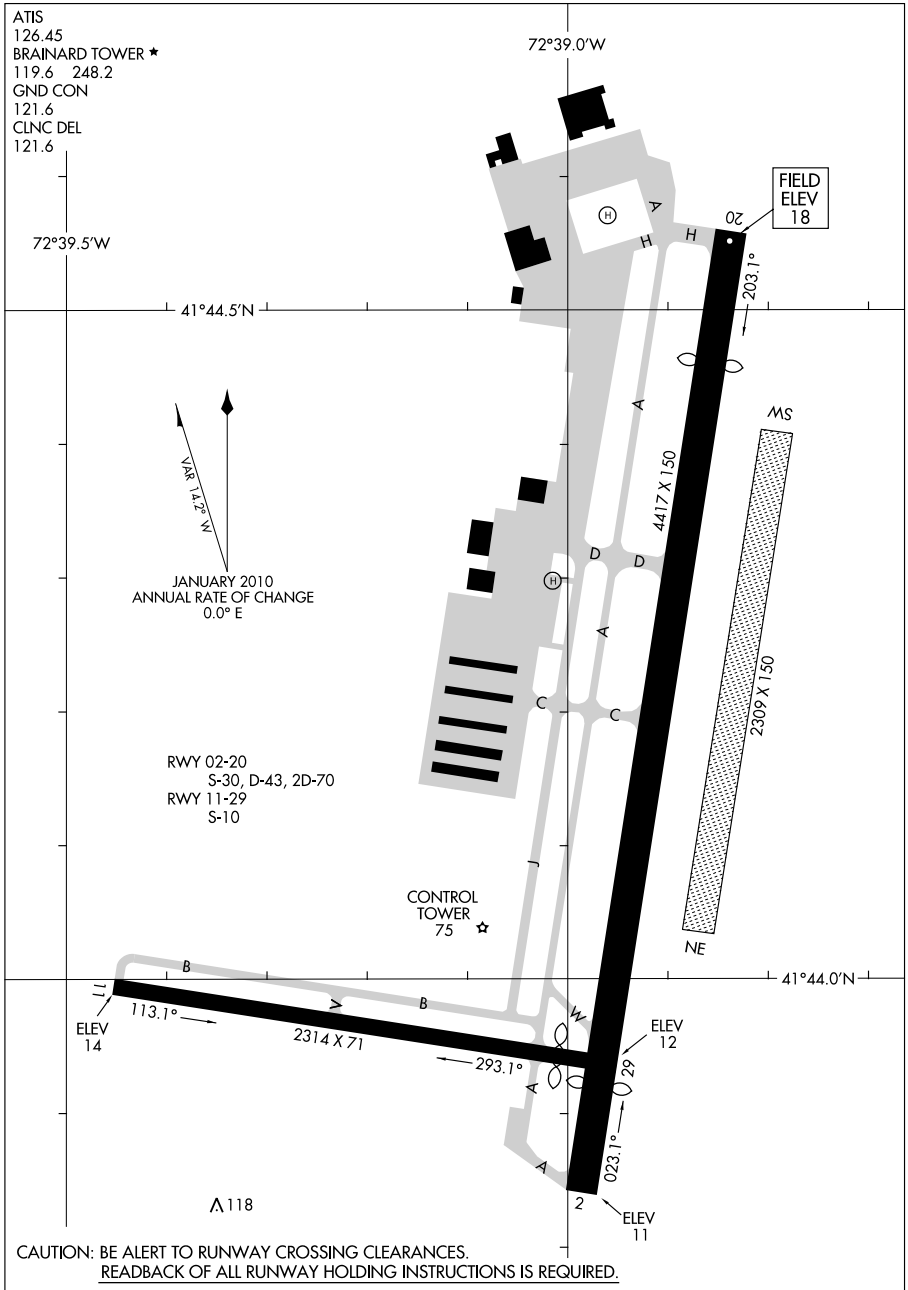 ATIS
126.45
BRAINARD TOWER ★
119.6 248.2
GND CON
121.6
CLNC DEL
121.6
72°39.0'W
72°39.5'W
FIELD
ELEV
18
20
A
H
H
203.1°
41°44.5'N
A
SW
4417 X 150
VAR 14.2° W
JANUARY 2010
ANNUAL RATE OF CHANGE
0.0° E
D
D
H
H
A
2309 X 150
C
C
RWY 02-20
S-30, D-43, 2D-70
RWY 11-29
S-10
J
CONTROL
TOWER
75
NE
41°44.0'N
B
B
11
V
W
ELEV
14
113.1°
2314 X 71
293.1°
A
ELEV
12
29
023.1°
A
2
ELEV
11
118
CAUTION: BE ALERT TO RUNWAY CROSSING CLEARANCES.
READBACK OF ALL RUNWAY HOLDING INSTRUCTIONS IS REQUIRED.